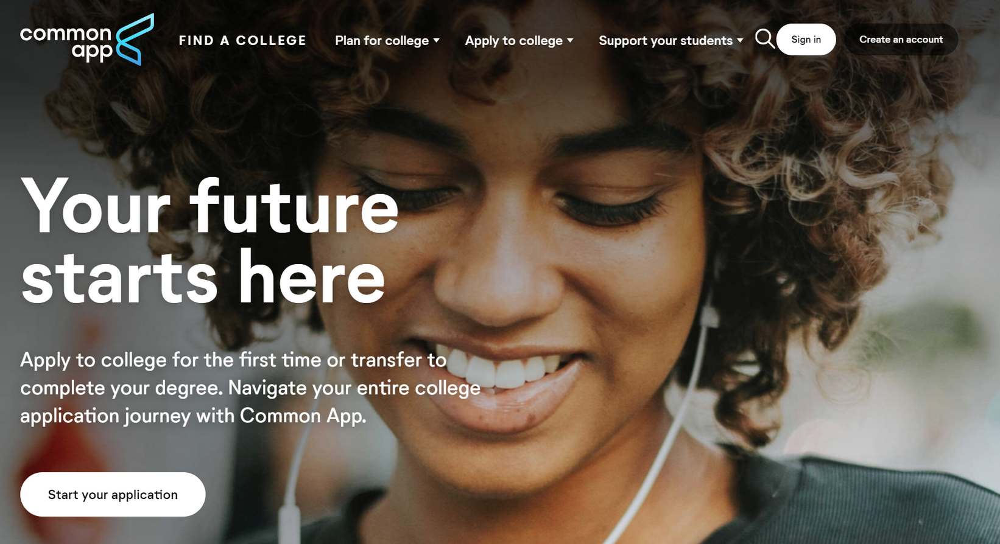 common
app
FIND A COLLEGE
Plan for college
Apply to college
Support your students
Sign in
Create an account
Your future
starts here
Apply to college for the first time or transfer to
complete your degree. Navigate your entire college
application journey with Common App.
Start your application